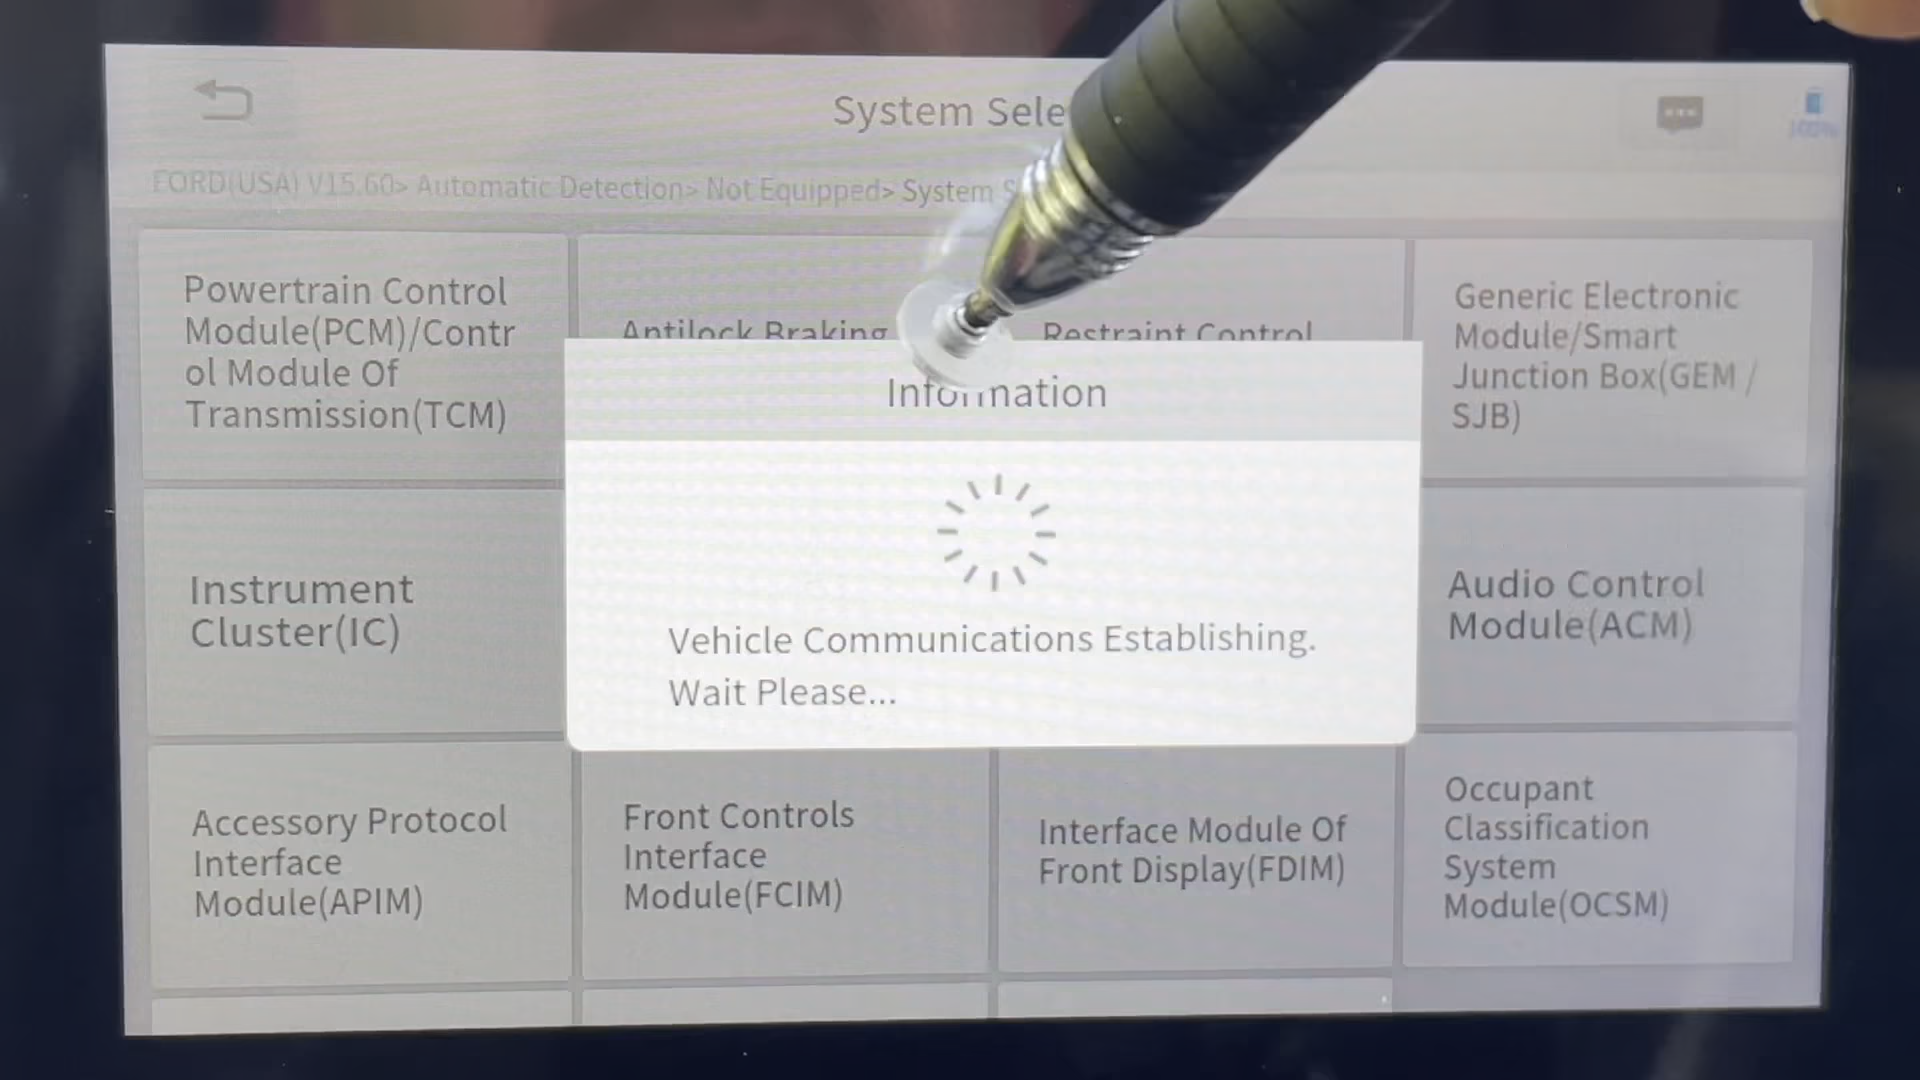 System Sele
FORD(USA) V15.60> Automatic Detection> Not Equipped> System S
Powertrain Control
Module(PCM)/Contr
ol Module Of
Transmission(TCM)
Antilock Braking
Restraint Control
Generic Electronic
Module/Smart
Junction Box(GEM /
SJB)
Information
Vehicle Communications Establishing.
Wait Please...
Instrument
Cluster(IC)
Audio Control
Module(ACM)
Accessory Protocol
Interface
Module(APIM)
Front Controls
Interface
Module(FCIM)
Interface Module Of
Front Display(FDIM)
Occupant
Classification
System
Module(OCSM)